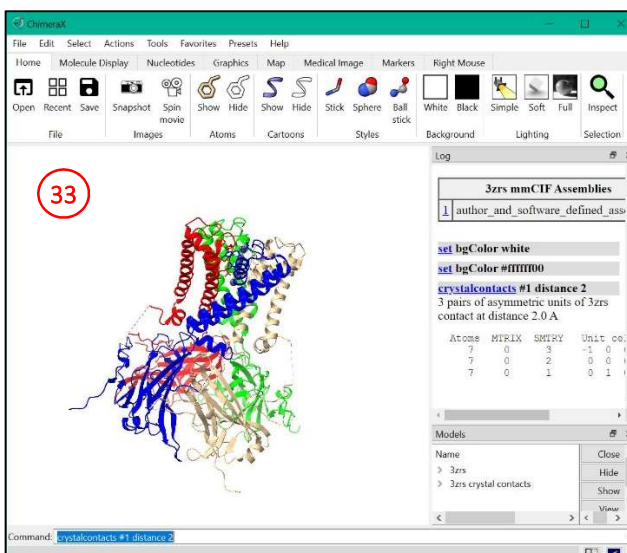 ChimeraX
File Edit Select Actions Tools Favorites Presets Help
Home Molecule Display Nucleotides Graphics Map Medical Image Markers Right Mouse
Open Recent Save Snapshot Spin movie Show Hide Show Hide Stick Sphere Ball stick White Black Simple Soft Full Inspect
File Images Atoms Cartoons Styles Background Lighting Selection
33
Log
3zrs mmCIF Assemblies
1 author_and_software_defined_ass
set bgColor white
set bgColor #ffffff00
crystalcontacts #1 distance 2
3 pairs of asymmetric units of 3zrs
contact at distance 2.0 A
Atoms MTRIX SMTRY Unit cel
7 0 3 -1 0
7 0 2 0 0
7 0 1 0 1
Models
Name
3zrs
3zrs crystal contacts
Close
Hide
Show
View
Command: crystalcontacts #1 distance 2